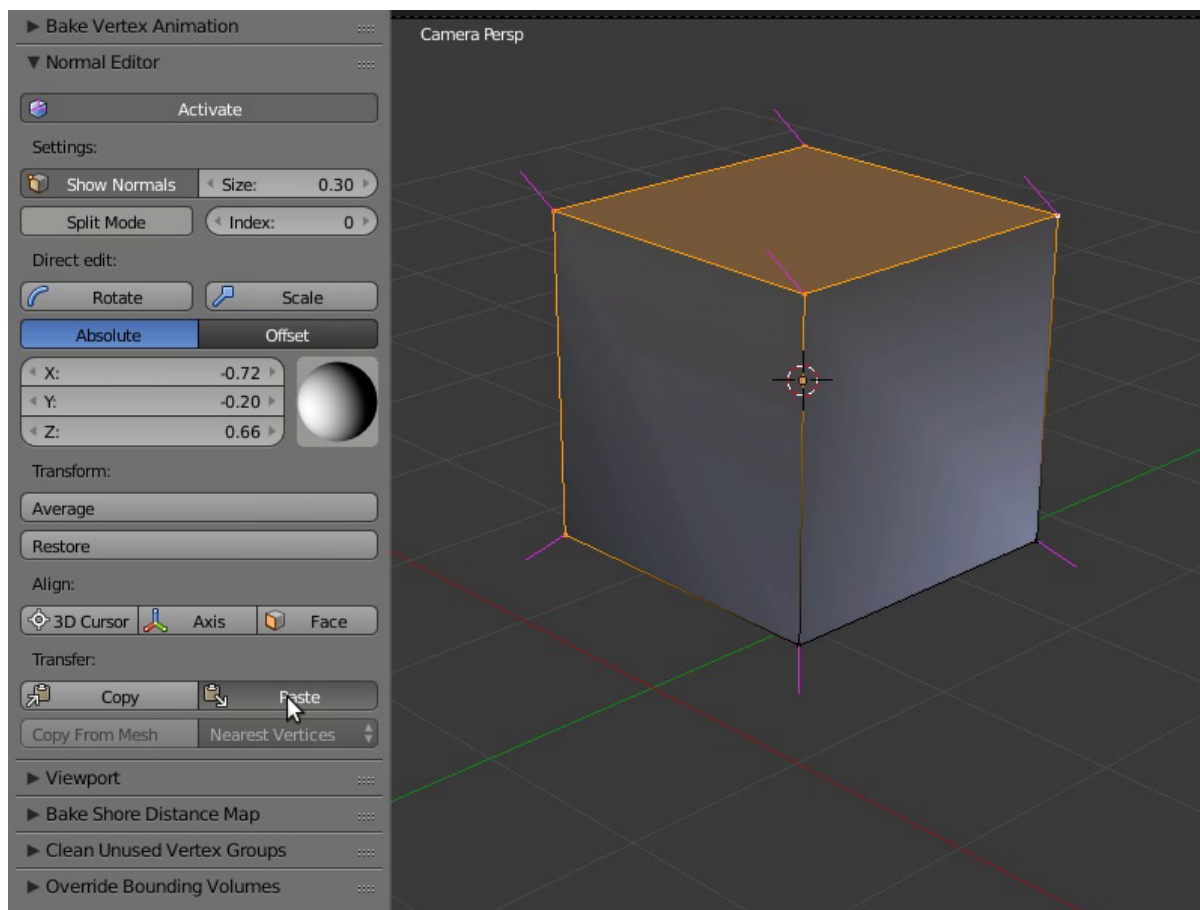 Bake Vertex Animation
Camera Persp
Normal Editor
Activate
Settings:
Show Normals Size: 0.30
Split Mode Index: 0
Direct edit:
Rotate Scale
Absolute Offset
X: -0.72
Y: -0.20
Z: 0.66
Transform:
Average
Restore
Align:
3D Cursor Axis Face
Transfer:
Copy Paste
Copy From Mesh Nearest Vertices
Viewport
Bake Shore Distance Map
Clean Unused Vertex Groups
Override Bounding Volumes